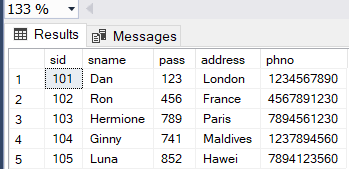 133 %
Results Messages
sid sname pass address phno
1 101 Dan 123 London 1234567890
2 102 Ron 456 France 4567891230
3 103 Hermione 789 Paris 7894561230
4 104 Ginny 741 Maldives 1237894560
5 105 Luna 852 Hawei 7894123560